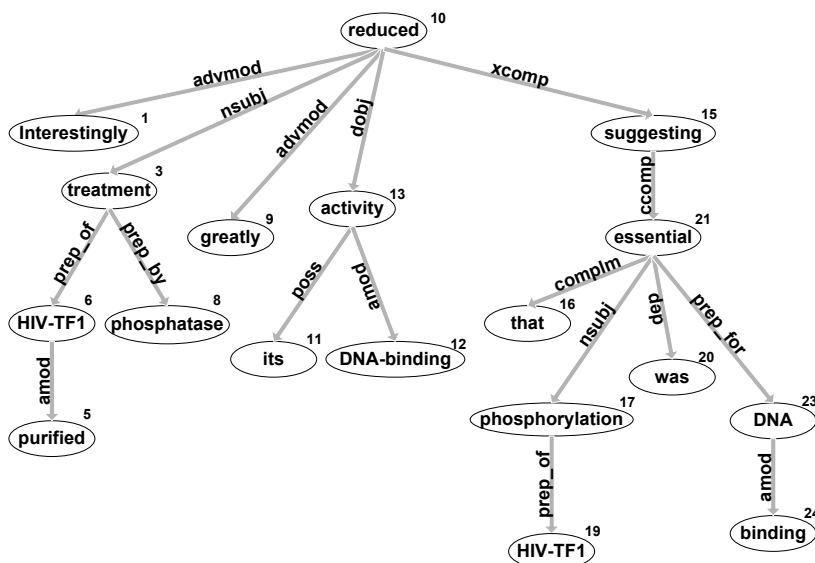 reduced 10
advmod
nsubj
advmod
dobj
xcomp
Interestingly 1
suggesting 15
treatment 3
greatly 9
activity 13
ccomp
essential 21
prep_of
prep_by
poss
amod
complm
nsubj
dep
prep_for
HIV-TF1 6
phosphatase 8
that 16
its 11
DNA-binding 12
was 20
amod
purified 5
phosphorylation 17
DNA 23
prep_of
amod
HIV-TF1 19
binding 24